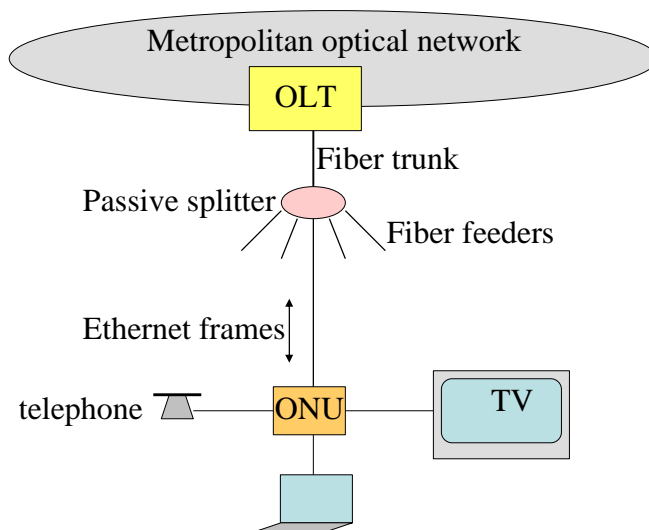 Metropolitan optical network
OLT
Fiber trunk
Passive splitter
Fiber feeders
Ethernet frames
telephone
ONU
TV